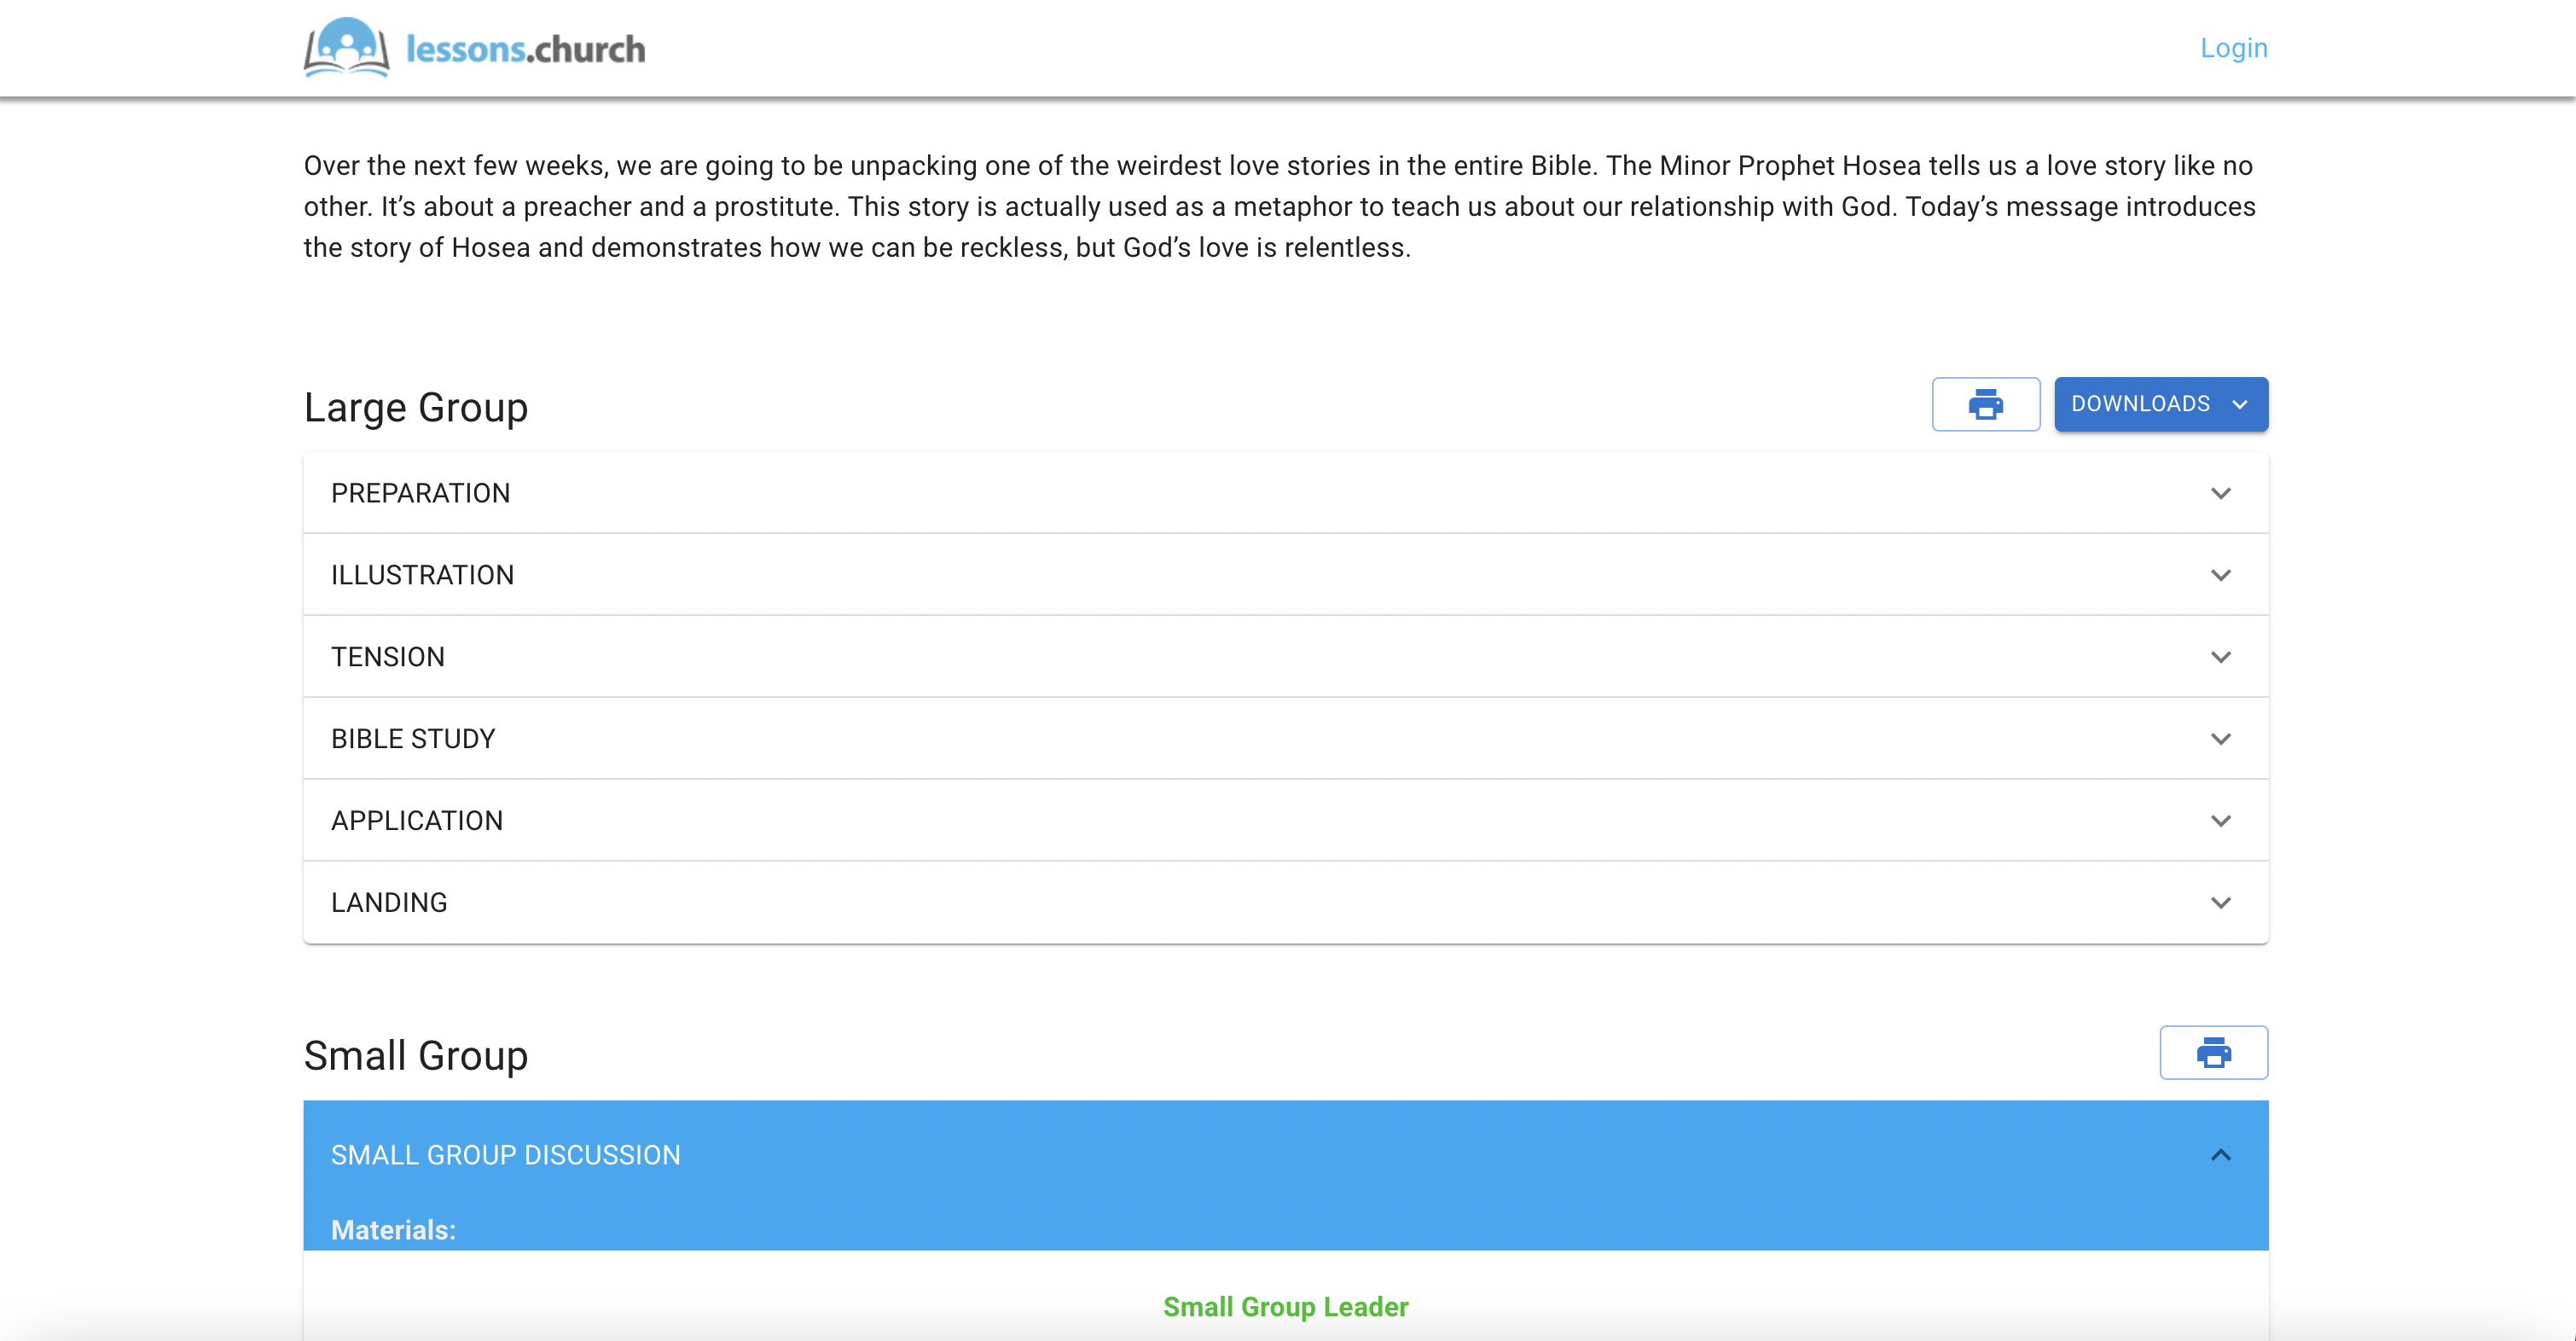 lessons.church
Login
Over the next few weeks, we are going to be unpacking one of the weirdest love stories in the entire Bible. The Minor Prophet Hosea tells us a love story like no
other. It’s about a preacher and a prostitute. This story is actually used as a metaphor to teach us about our relationship with God. Today’s message introduces
the story of Hosea and demonstrates how we can be reckless, but God’s love is relentless.
Large Group
DOWNLOADS
PREPARATION
ILLUSTRATION
TENSION
BIBLE STUDY
APPLICATION
LANDING
Small Group
SMALL GROUP DISCUSSION
Materials:
Small Group Leader